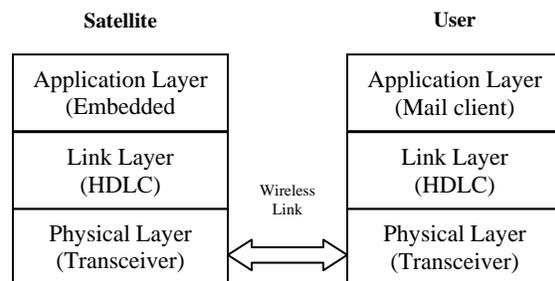 Satellite
User
Application Layer
(Embedded
Application Layer
(Mail client)
Link Layer
(HDLC)
Wireless
Link
Link Layer
(HDLC)
Physical Layer
(Transceiver)
Physical Layer
(Transceiver)